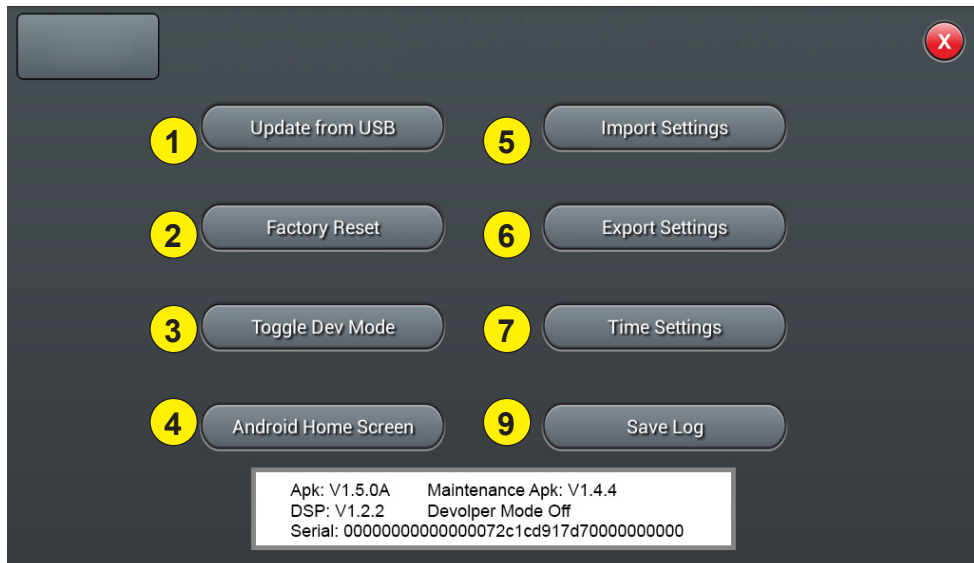 X
1 Update from USB
5 Import Settings
2 Factory Reset
6 Export Settings
3 Toggle Dev Mode
7 Time Settings
4 Android Home Screen
9 Save Log
Apk: V1.5.0A Maintenance Apk: V1.4.4
DSP: V1.2.2 Devolper Mode Off
Serial: 00000000000000072c1cd917d70000000000